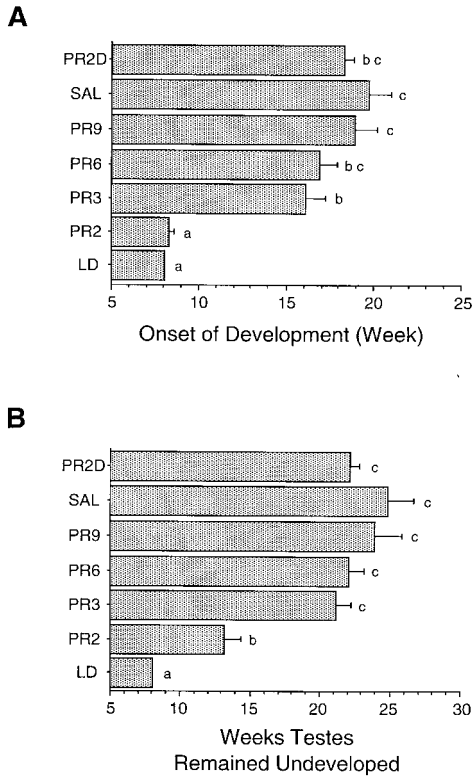 A
PR2D b c
SAL c
PR9 c
PR6 b c
PR3 b
PR2 a
LD a
5 10 15 20 25
Onset of Development (Week)
B
PR2D c
SAL c
PR9 c
PR6 c
PR3 c
PR2 b
LD a
5 10 15 20 25 30
Weeks Testes
Remained Undeveloped